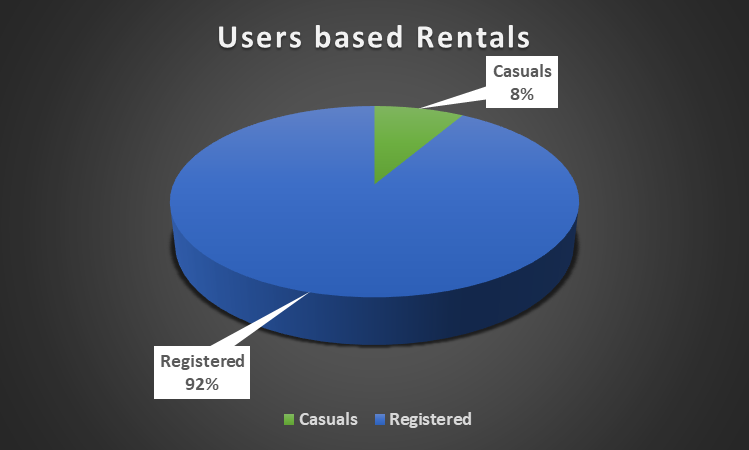 Users based Rentals
Casuals
8%
Registered
92%
Casuals Registered